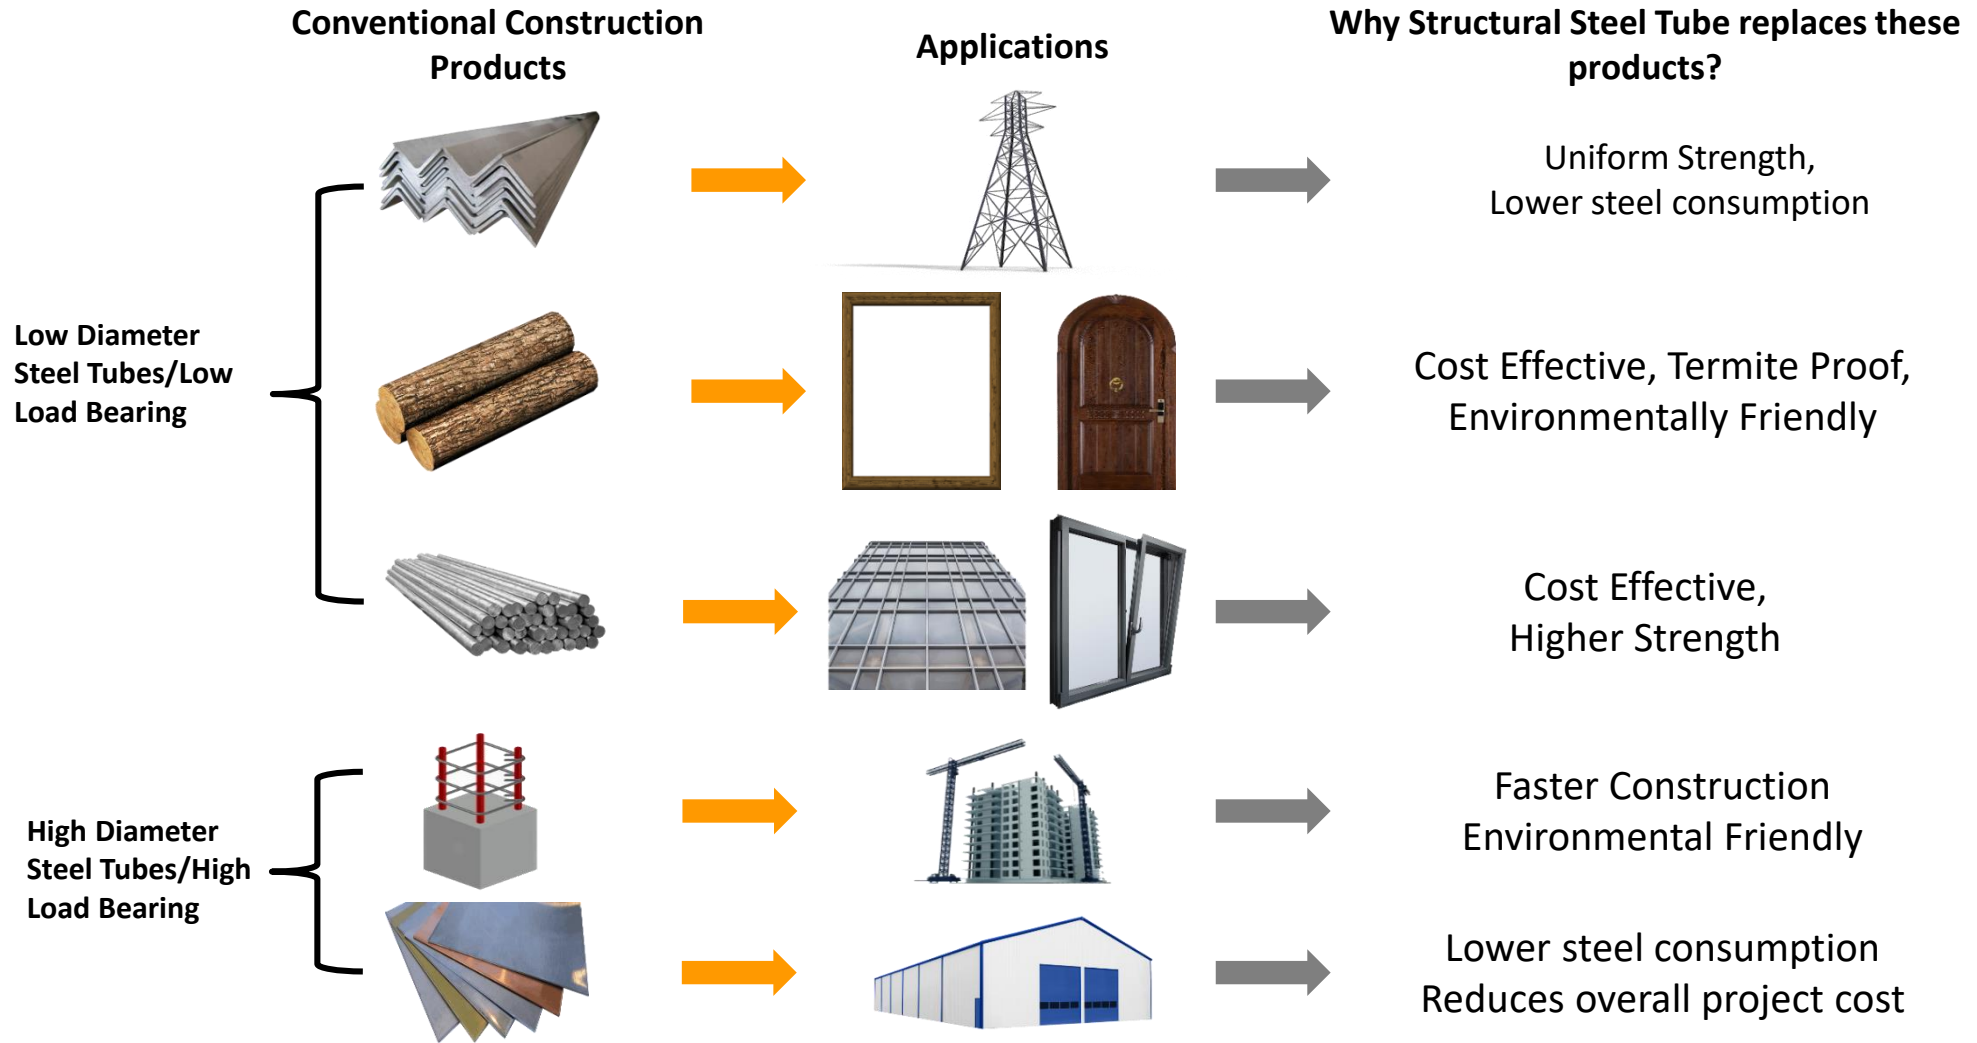 Conventional Construction
Products
Applications
Why Structural Steel Tube replaces these
products?
Low Diameter
Steel Tubes/Low
Load Bearing
Uniform Strength,
Lower steel consumption
Cost Effective, Termite Proof,
Environmentally Friendly
Cost Effective,
Higher Strength
High Diameter
Steel Tubes/High
Load Bearing
Faster Construction
Environmental Friendly
Lower steel consumption
Reduces overall project cost